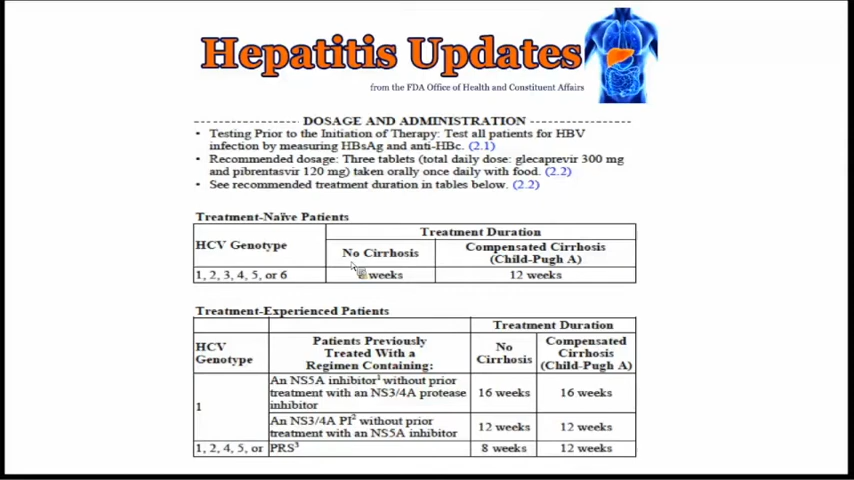 Hepatitis Updates
from the FDA Office of Health and Constituent Affairs
DOSAGE AND ADMINISTRATION
• Testing Prior to the Initiation of Therapy: Test all patients for HBV
infection by measuring HBsAg and anti-HBc. (2.1)
• Recommended dosage: Three tablets (total daily dose: glecaprevir 300 mg
and pibrentasvir 120 mg) taken orally once daily with food. (2.2)
• See recommended treatment duration in tables below. (2.2)
Treatment-Naïve Patients
HCV Genotype
Treatment Duration
No Cirrhosis
Compensated Cirrhosis
(Child-Pugh A)
1, 2, 3, 4, 5, or 6
weeks
12 weeks
Treatment-Experienced Patients
HCV
Genotype
Patients Previously
Treated With a
Regimen Containing:
Treatment Duration
No
Cirrhosis
Compensated
Cirrhosis
(Child-Pugh A)
1
An NS5A inhibitor¹ without prior
treatment with an NS3/4A protease
inhibitor
16 weeks
16 weeks
An NS3/4A PI² without prior
treatment with an NS5A inhibitor
12 weeks
12 weeks
1, 2, 4, 5, or
PRS³
8 weeks
12 weeks